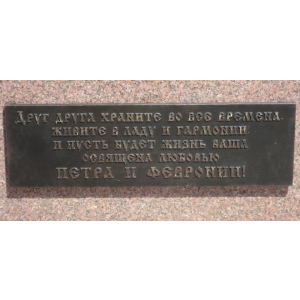 Друг друга храните во все времена.
живите в ладу и гармонии
и пусть будет жизнь ваша
освящена любовью
ПЕТРА И ФЕВРОНИИ!